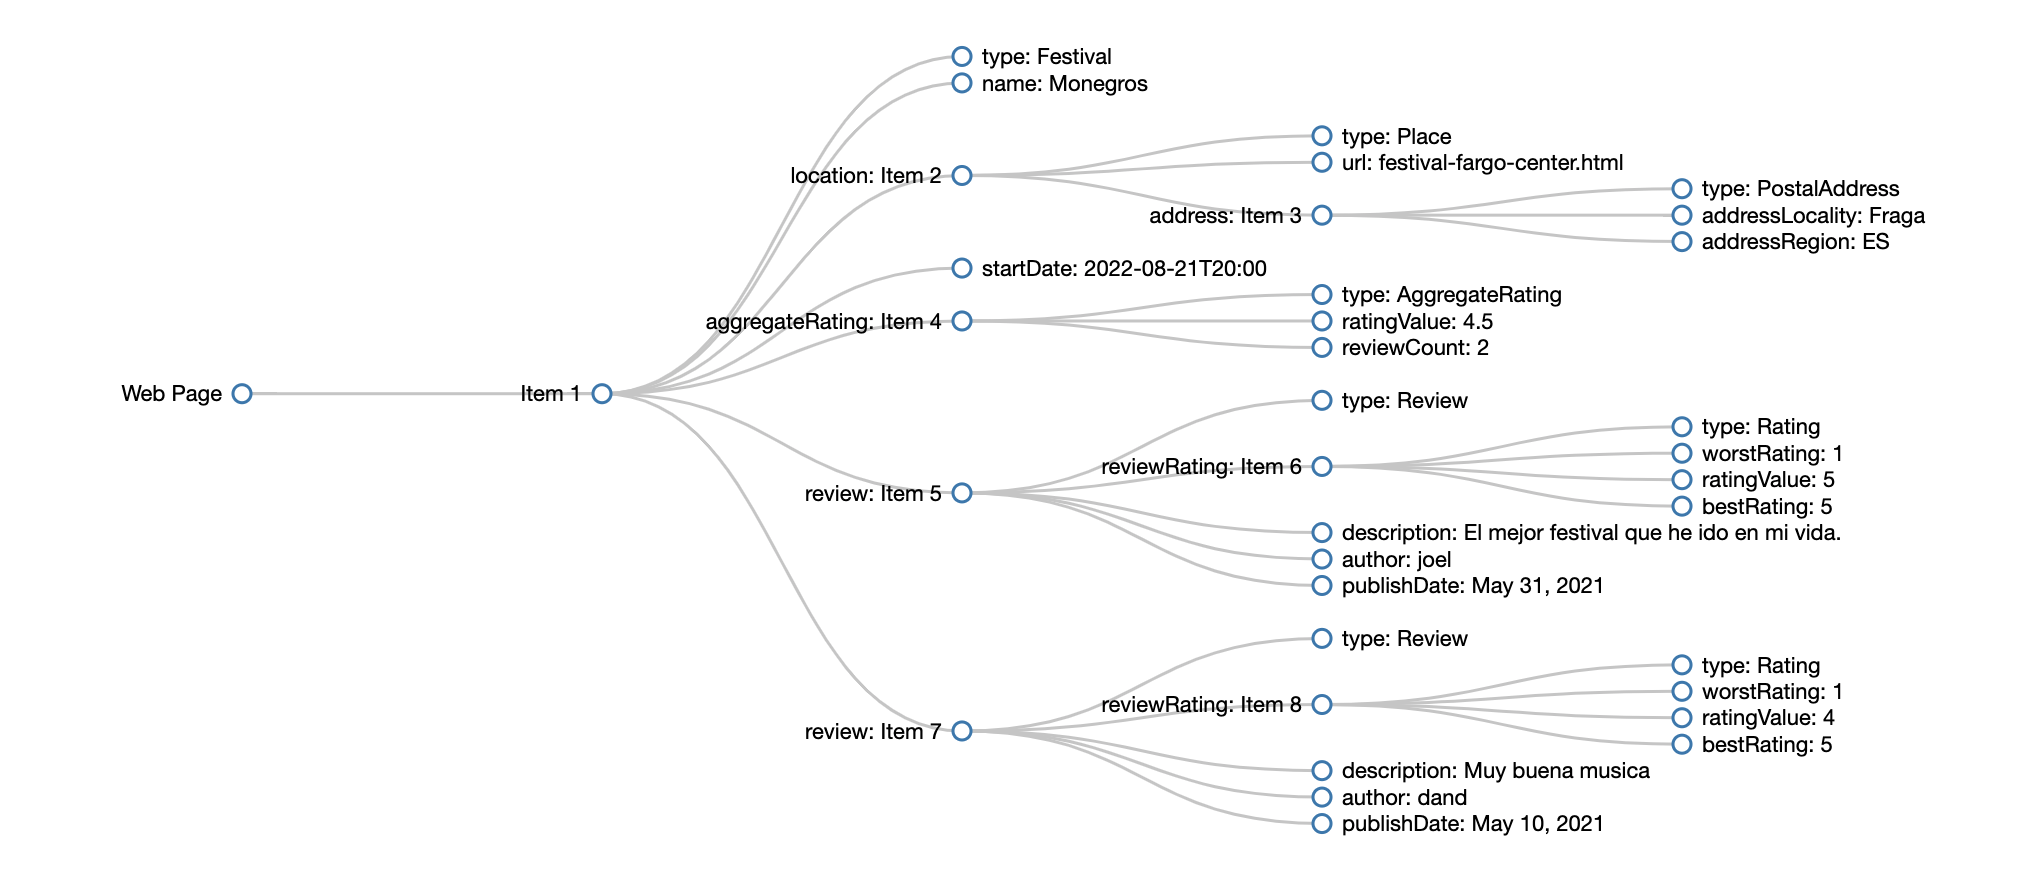 type: Festival
name: Monegros
type: Place
url: festival-fargo-center.html
location: Item 2
type: PostalAddress
address: Item 3
addressLocality: Fraga
addressRegion: ES
startDate: 2022-08-21T20:00
type: AggregateRating
aggregateRating: Item 4
ratingValue: 4.5
reviewCount: 2
Web Page
Item 1
type: Review
type: Rating
worstRating: 1
reviewRating: Item 6
ratingValue: 5
review: Item 5
bestRating: 5
description: El mejor festival que he ido en mi vida.
author: joel
publishDate: May 31, 2021
type: Review
type: Rating
worstRating: 1
reviewRating: Item 8
ratingValue: 4
review: Item 7
bestRating: 5
description: Muy buena musica
author: dand
publishDate: May 10, 2021